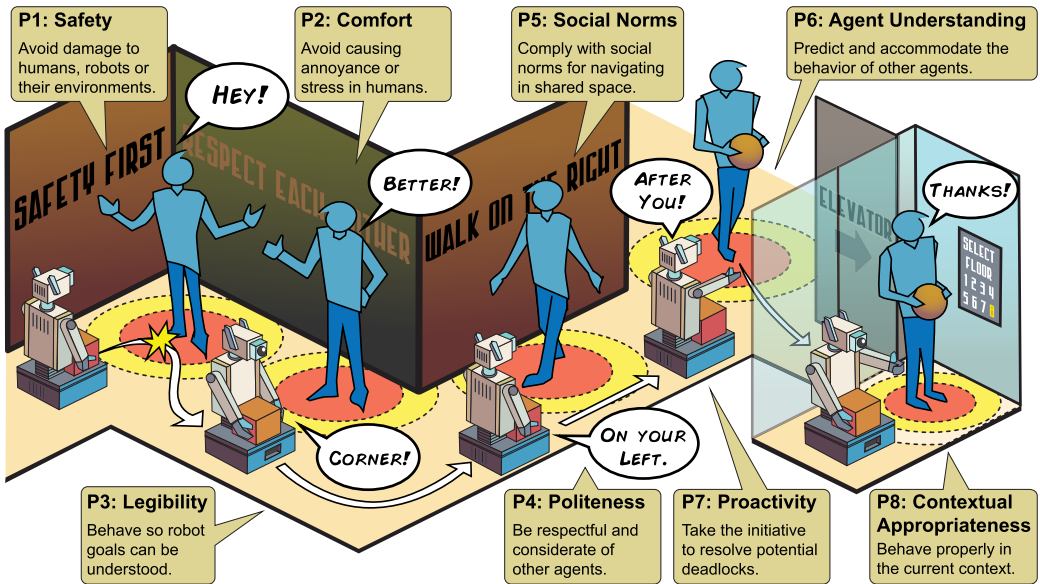 P1: Safety
Avoid damage to
humans, robots or
their environments.
P2: Comfort
Avoid causing
annoyance or
stress in humans.
P5: Social Norms
Comply with social
norms for navigating
in shared space.
P6: Agent Understanding
Predict and accommodate the
behavior of other agents.
HEY!
BETTER!
AFTER
YOU!
THANKS!
SAFETY FIRST
RESPECT EACH OTHER
WALK ON THE RIGHT
ELEVATOR
SELECT
FLOOR
1 2 3 4
5 6 7 8
CORNER!
ON YOUR
LEFT.
P3: Legibility
Behave so robot
goals can be
understood.
P4: Politeness
Be respectful and
considerate of
other agents.
P7: Proactivity
Take the initiative
to resolve potential
deadlocks.
P8: Contextual
Appropriateness
Behave properly in
the current context.